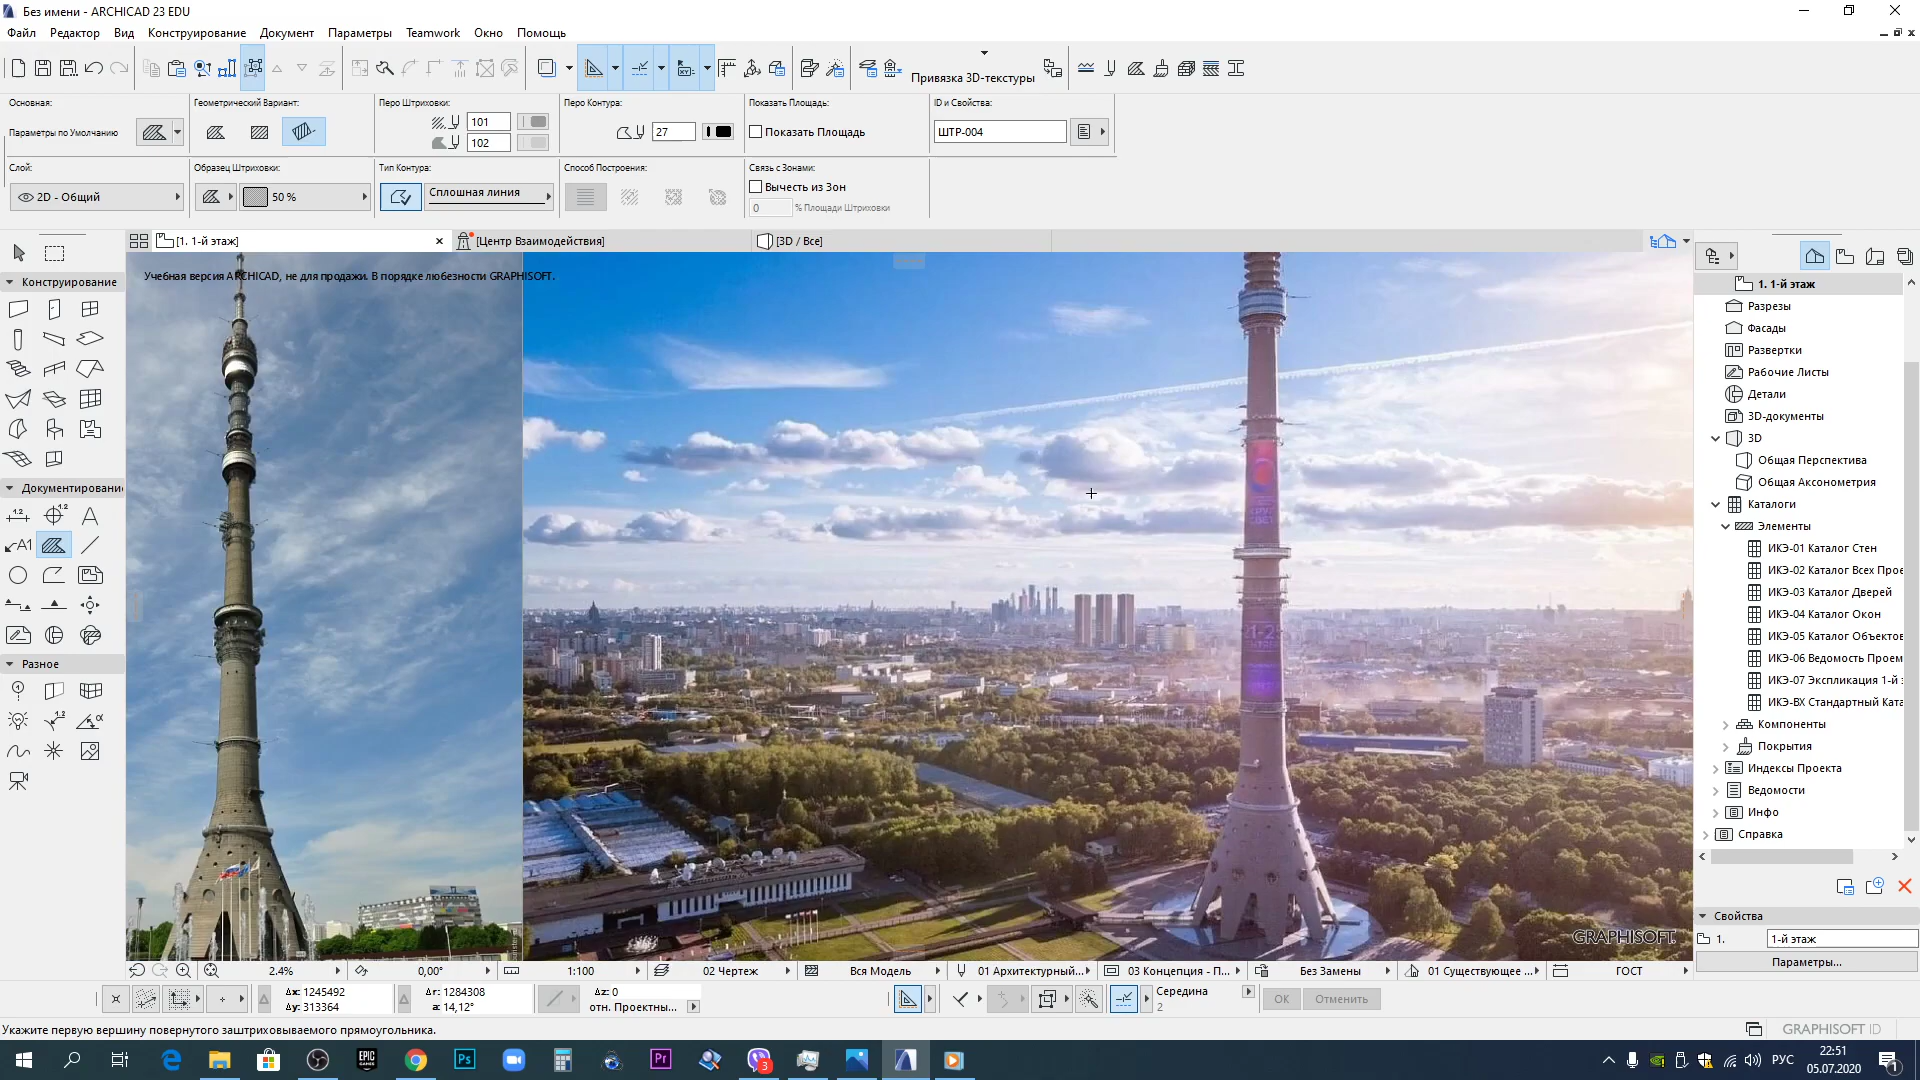 Без имени - ARCHICAD 23 EDU
Файл Редактор Вид Конструирование Документ Параметры Teamwork Окно Помощь
Привязка 3D-текстуры
Основная: Геометрический Вариант: Перо Штриховки: Перо Контура: Показать Площадь: ID и Свойства:
Параметры по Умолчанию 101 102 27 Показать Площадь ШТР-004
Слой: Образец Штриховки: Тип Контура: Способ Построения: Связь с Зонами:
2D - Общий 50 % Сплошная линия Вычесть из Зон
0 % Площади Штриховки
[1. 1-й этаж] [Центр Взаимодействия] [3D / Все]
Учебная версия ARCHICAD, не для продажи. В порядке любезности GRAPHISOFT.
Конструирование
Документировани
Разное
1. 1-й этаж
Разрезы
Фасады
Развертки
Рабочие Листы
Детали
3D-документы
3D
Общая Перспектива
Общая Аксонометрия
Каталоги
Элементы
ИКЭ-01 Каталог Стен
ИКЭ-02 Каталог Всех Прое
ИКЭ-03 Каталог Дверей
ИКЭ-04 Каталог Окон
ИКЭ-05 Каталог Объектов
ИКЭ-06 Ведомость Проем
ИКЭ-07 Экспликация 1-й
ИКЭ-ВХ Стандартный Ката
Компоненты
Покрытия
Индексы Проекта
Ведомости
Инфо
Справка
Свойства
1. 1-й этаж
Параметры...
GRAPHISOFT.
2.4% 0,00° 1:100 02 Чертеж Вся Модель 01 Архитектурный... 03 Концепция - П... Без Замены 01 Существующее ... ГОСТ
Δx: 1245492 Δr: 1284308 Δz: 0 Середина
Δy: 313364 a: 14,12° отн. Проектны... 2 ОК Отменить
Укажите первую вершину повернутого заштриховываемого прямоугольника.
GRAPHISOFT ID
РУС 22:51
05.07.2020